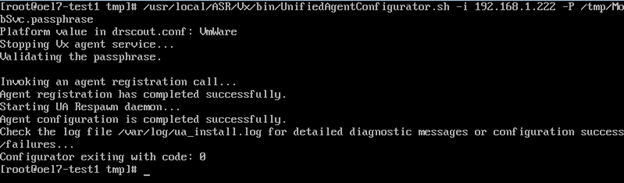 [root@oel7-test1 tmp]# /usr/local/ASR/Vx/bin/UnifiedAgentConfigurator.sh -i 192.168.1.222 -P /tmp/Mo
bSvc.passphrase
Platform value in drscout.conf: VmWare
Stopping Vx agent service...
Validating the passphrase.

Invoking an agent registration call...
Agent registration has completed successfully.
Starting UA Respawn daemon...
Agent configuration is completed successfully.
Check the log file /var/log/ua_install.log for detailed diagnostic messages or configuration success
/failures...
Configurator exiting with code: 0
[root@oel7-test1 tmp]# _